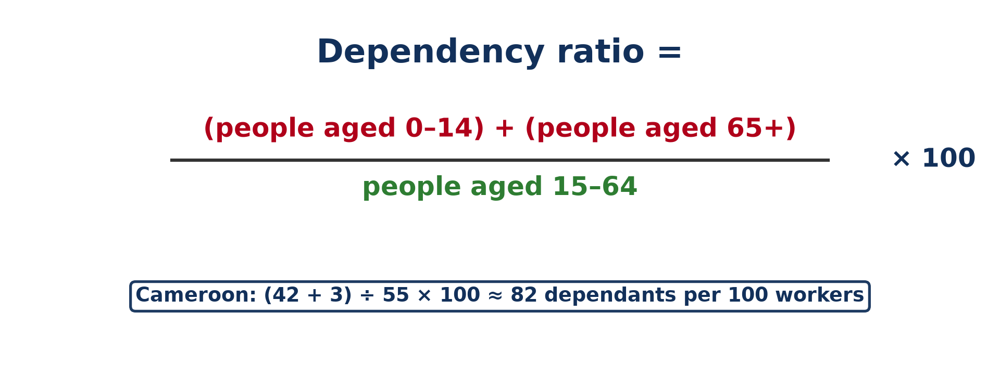 Dependency ratio =
(people aged 0–14) + (people aged 65+)
× 100
people aged 15–64
Cameroon: (42 + 3) ÷ 55 × 100 ≈ 82 dependants per 100 workers